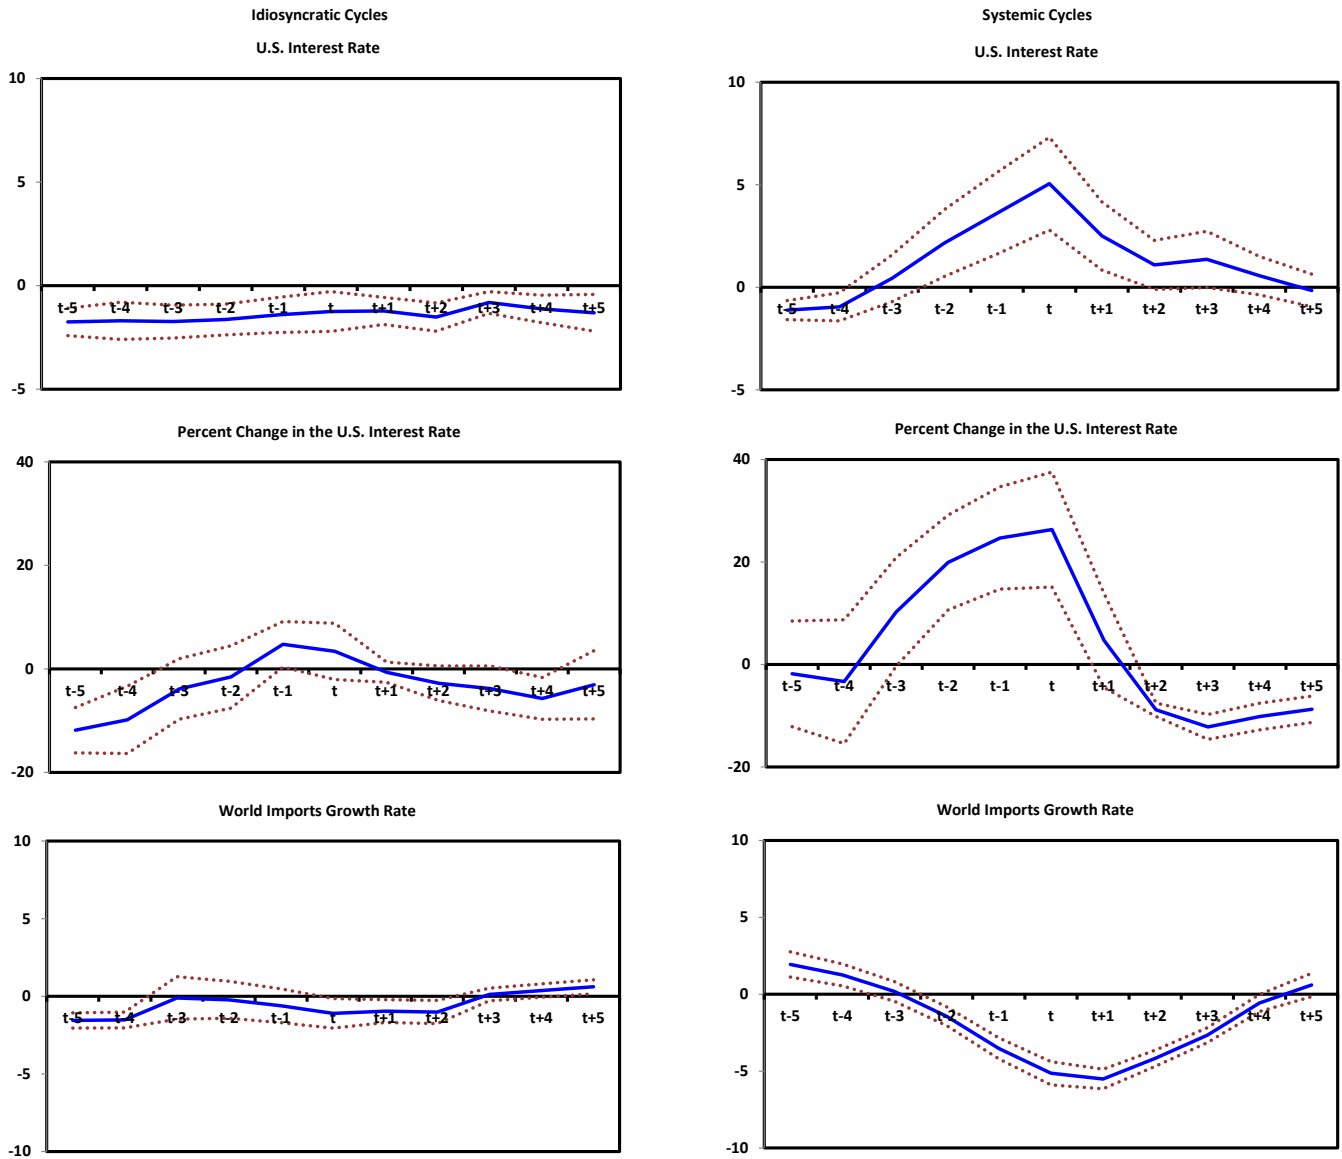 Idiosyncratic Cycles
U.S. Interest Rate
10
5
0
-5
t-5 t-4 t-3 t-2 t-1 t t+1 t+2 t+3 t+4 t+5
Systemic Cycles
U.S. Interest Rate
10
5
0
-5
t-5 t-4 t-3 t-2 t-1 t t+1 t+2 t+3 t+4 t+5
Percent Change in the U.S. Interest Rate
40
20
0
-20
t-5 t-4 t-3 t-2 t-1 t t+1 t+2 t+3 t+4 t+5
Percent Change in the U.S. Interest Rate
40
20
0
-20
t-5 t-4 t-3 t-2 t-1 t t+1 t+2 t+3 t+4 t+5
World Imports Growth Rate
10
5
0
-5
-10
t-5 t-4 t-3 t-2 t-1 t t+1 t+2 t+3 t+4 t+5
World Imports Growth Rate
10
5
0
-5
-10
t-5 t-4 t-3 t-2 t-1 t t+1 t+2 t+3 t+4 t+5